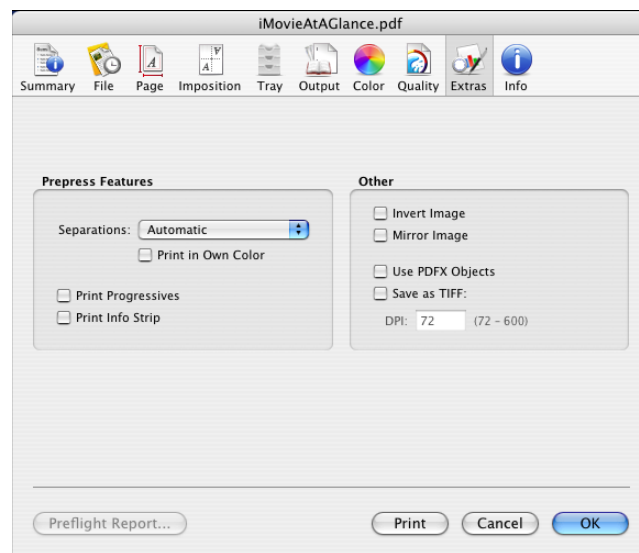 iMovieAtAGlance.pdf
Summary File Page Imposition Tray Output Color Quality Extras Info
Prepress Features
Separations: Automatic
Print in Own Color
Print Progressives
Print Info Strip
Other
Invert Image
Mirror Image
Use PDFX Objects
Save as TIFF:
DPI: 72 (72 – 600)
Preflight Report... Print Cancel OK